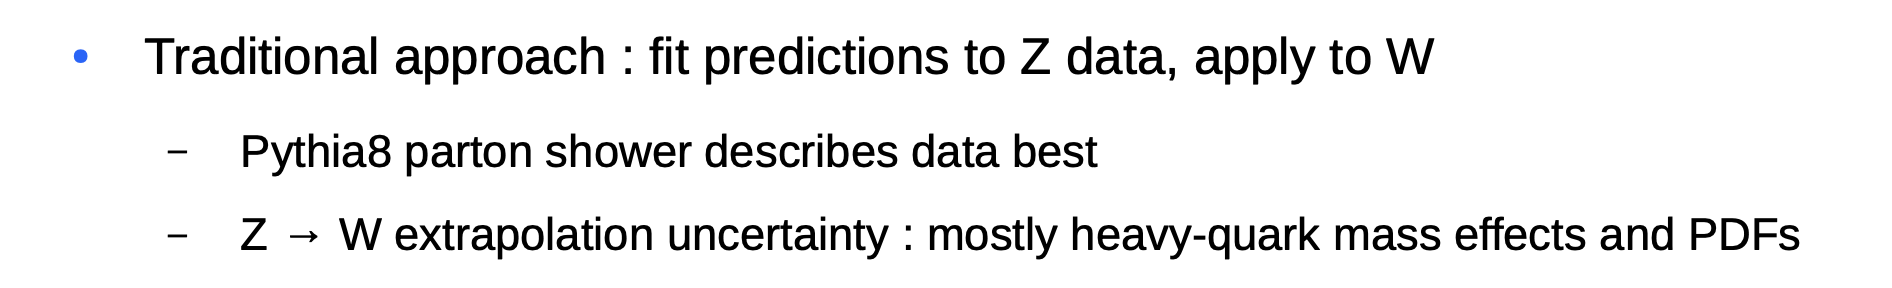 • Traditional approach : fit predictions to Z data, apply to W
– Pythia8 parton shower describes data best
– Z → W extrapolation uncertainty : mostly heavy-quark mass effects and PDFs